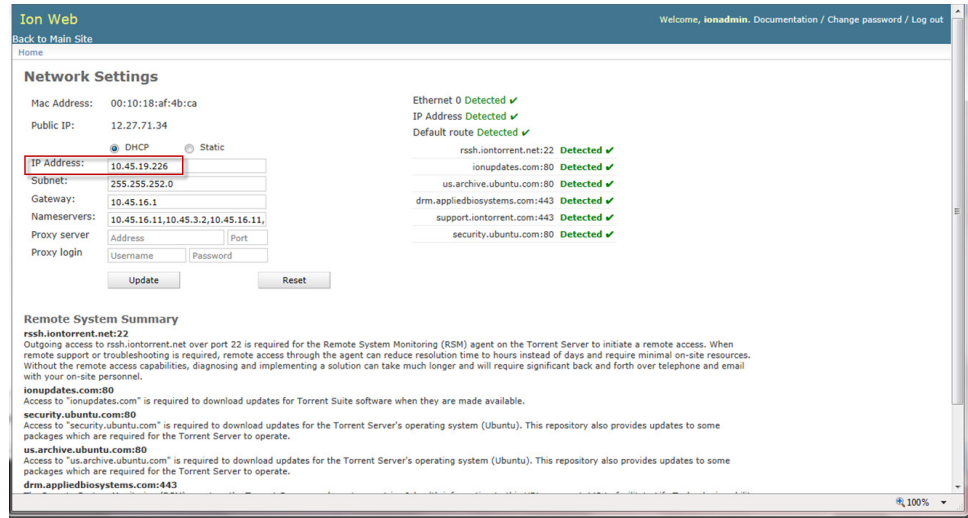 Ion Web
Welcome, ionadmin. Documentation / Change password / Log out
Back to Main Site
Home
Network Settings
Mac Address: 00:10:18:af:4b:ca
Public IP: 12.27.71.34
DHCP Static
IP Address: 10.45.19.226
Subnet: 255.255.252.0
Gateway: 10.45.16.1
Nameservers: 10.45.16.11,10.45.3.2,10.45.16.11,
Proxy server Address Port
Proxy login Username Password
Update Reset
Ethernet 0 Detected ✔
IP Address Detected ✔
Default route Detected ✔
rssh.iontorrent.net:22 Detected ✔
ionupdates.com:80 Detected ✔
us.archive.ubuntu.com:80 Detected ✔
drm.appliedbiosystems.com:443 Detected ✔
support.iontorrent.com:443 Detected ✔
security.ubuntu.com:80 Detected ✔
Remote System Summary
rssh.iontorrent.net:22
Outgoing access to rssh.iontorrent.net over port 22 is required for the Remote System Monitoring (RSM) agent on the Torrent Server to initiate a remote access. When
remote support or troubleshooting is required, remote access through the agent can reduce resolution time to hours instead of days and require minimal on-site resources.
Without the remote access capabilities, diagnosing and implementing a solution can take much longer and will require significant back and forth over telephone and email
with your on-site personnel.
ionupdates.com:80
Access to "ionupdates.com" is required to download updates for Torrent Suite software when they are made available.
security.ubuntu.com:80
Access to "security.ubuntu.com" is required to download updates for the Torrent Server's operating system (Ubuntu). This repository also provides updates to some
packages which are required for the Torrent Server to operate.
us.archive.ubuntu.com:80
Access to "us.archive.ubuntu.com" is required to download updates for the Torrent Server's operating system (Ubuntu). This repository also provides updates to some
packages which are required for the Torrent Server to operate.
drm.appliedbiosystems.com:443
100%